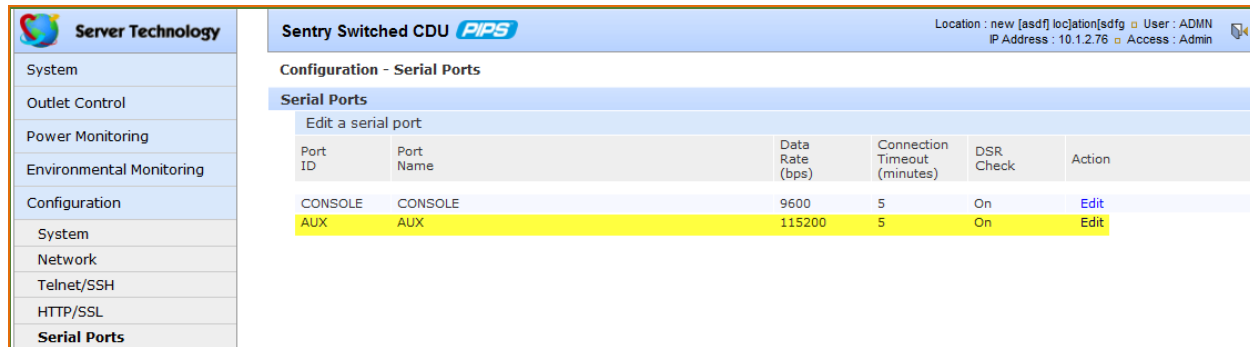 Server Technology
Sentry Switched CDU PIPS
Location : new [asdf] loc]ation[sdfg User : ADMN
IP Address : 10.1.2.76 Access : Admin
System
Outlet Control
Power Monitoring
Environmental Monitoring
Configuration
System
Network
Telnet/SSH
HTTP/SSL
Serial Ports
Configuration - Serial Ports
Serial Ports
Edit a serial port
Port ID Port Name Data Rate (bps) Connection Timeout (minutes) DSR Check Action
CONSOLE CONSOLE 9600 5 On Edit
AUX AUX 115200 5 On Edit